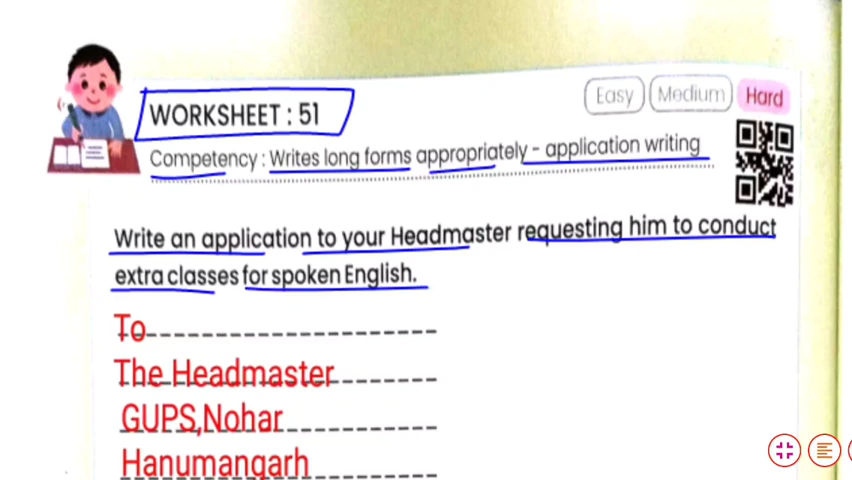 WORKSHEET : 51
Easy Medium Hard
Competency : Writes long forms appropriately - application writing
Write an application to your Headmaster requesting him to conduct
extra classes for spoken English.
To
The Headmaster
GUPS,Nohar
Hanumangarh